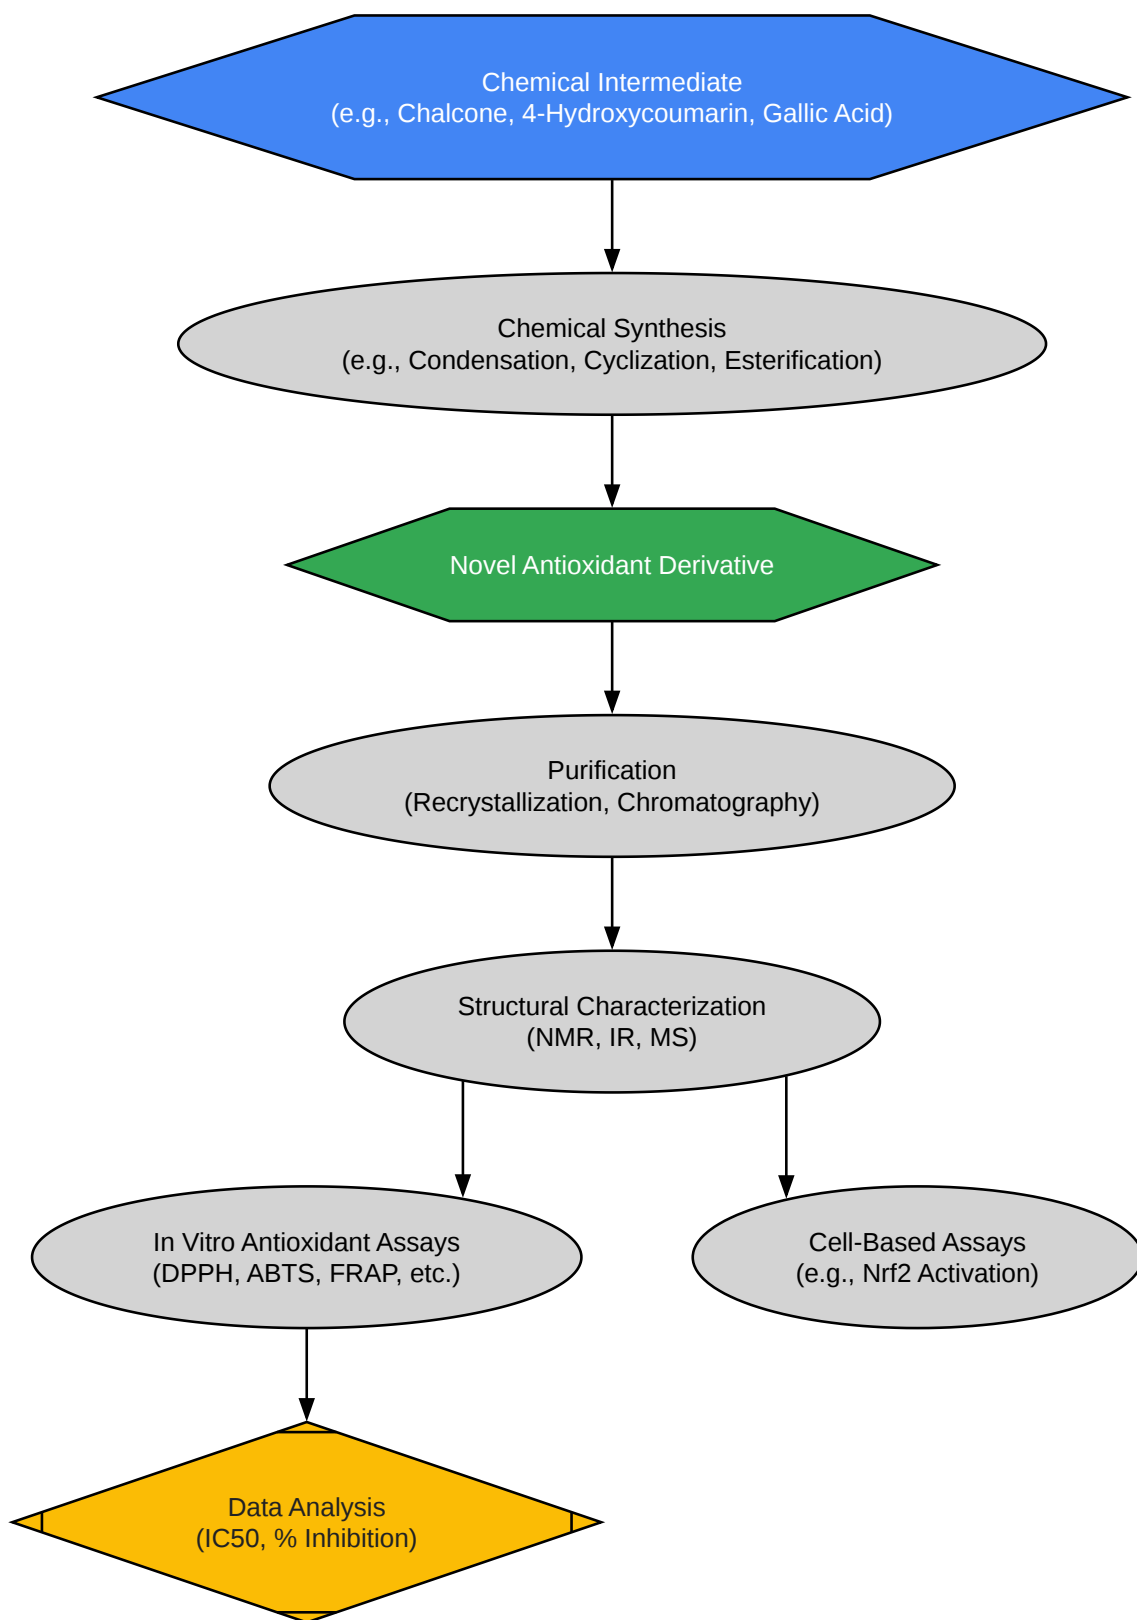 Chemical Intermediate
(e.g., Chalcone, 4-Hydroxycoumarin, Gallic Acid)
Chemical Synthesis
(e.g., Condensation, Cyclization, Esterification)
Novel Antioxidant Derivative
Purification
(Recrystallization, Chromatography)
Structural Characterization
(NMR, IR, MS)
In Vitro Antioxidant Assays
(DPPH, ABTS, FRAP, etc.)
Cell-Based Assays
(e.g., Nrf2 Activation)
Data Analysis
(IC50, % Inhibition)